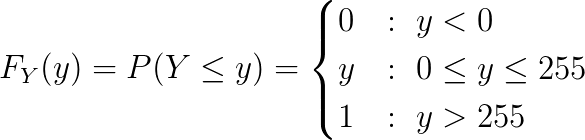 F_Y(y) = P(Y ≤ y) = { 0 : y < 0
y : 0 ≤ y ≤ 255
1 : y > 255